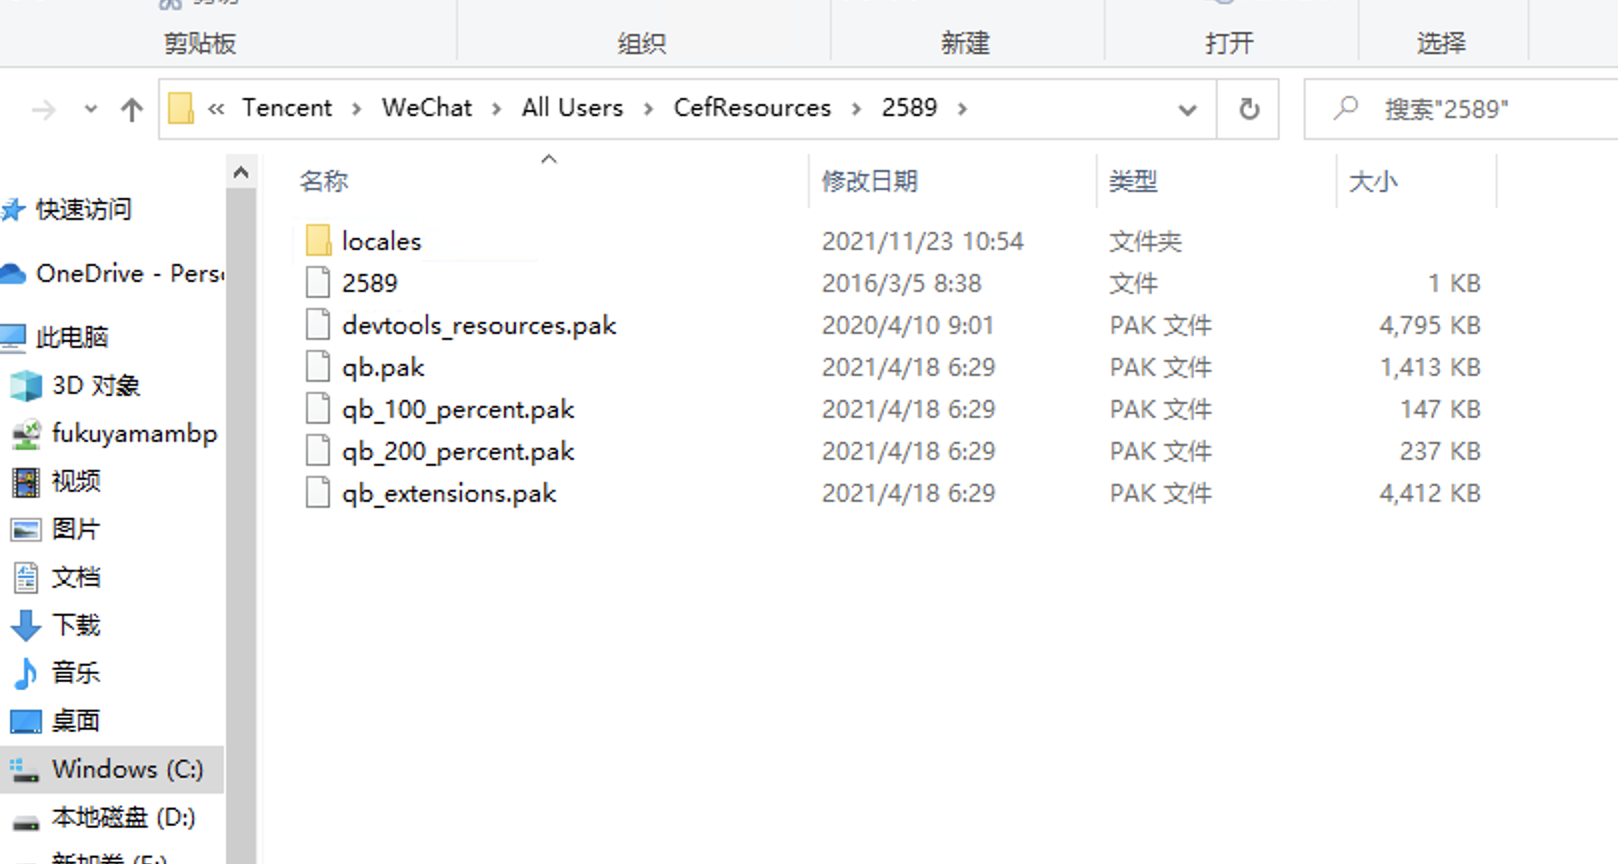 剪贴板 组织 新建 打开 选择
« Tencent › WeChat › All Users › CefResources › 2589 › 搜索"2589"
名称 修改日期 类型 大小
快速访问
OneDrive - Pers
此电脑
3D 对象
fukuyamambp
视频
图片
文档
下载
音乐
桌面
Windows (C:)
本地磁盘 (D:)
locales 2021/11/23 10:54 文件夹
2589 2016/3/5 8:38 文件 1 KB
devtools_resources.pak 2020/4/10 9:01 PAK 文件 4,795 KB
qb.pak 2021/4/18 6:29 PAK 文件 1,413 KB
qb_100_percent.pak 2021/4/18 6:29 PAK 文件 147 KB
qb_200_percent.pak 2021/4/18 6:29 PAK 文件 237 KB
qb_extensions.pak 2021/4/18 6:29 PAK 文件 4,412 KB